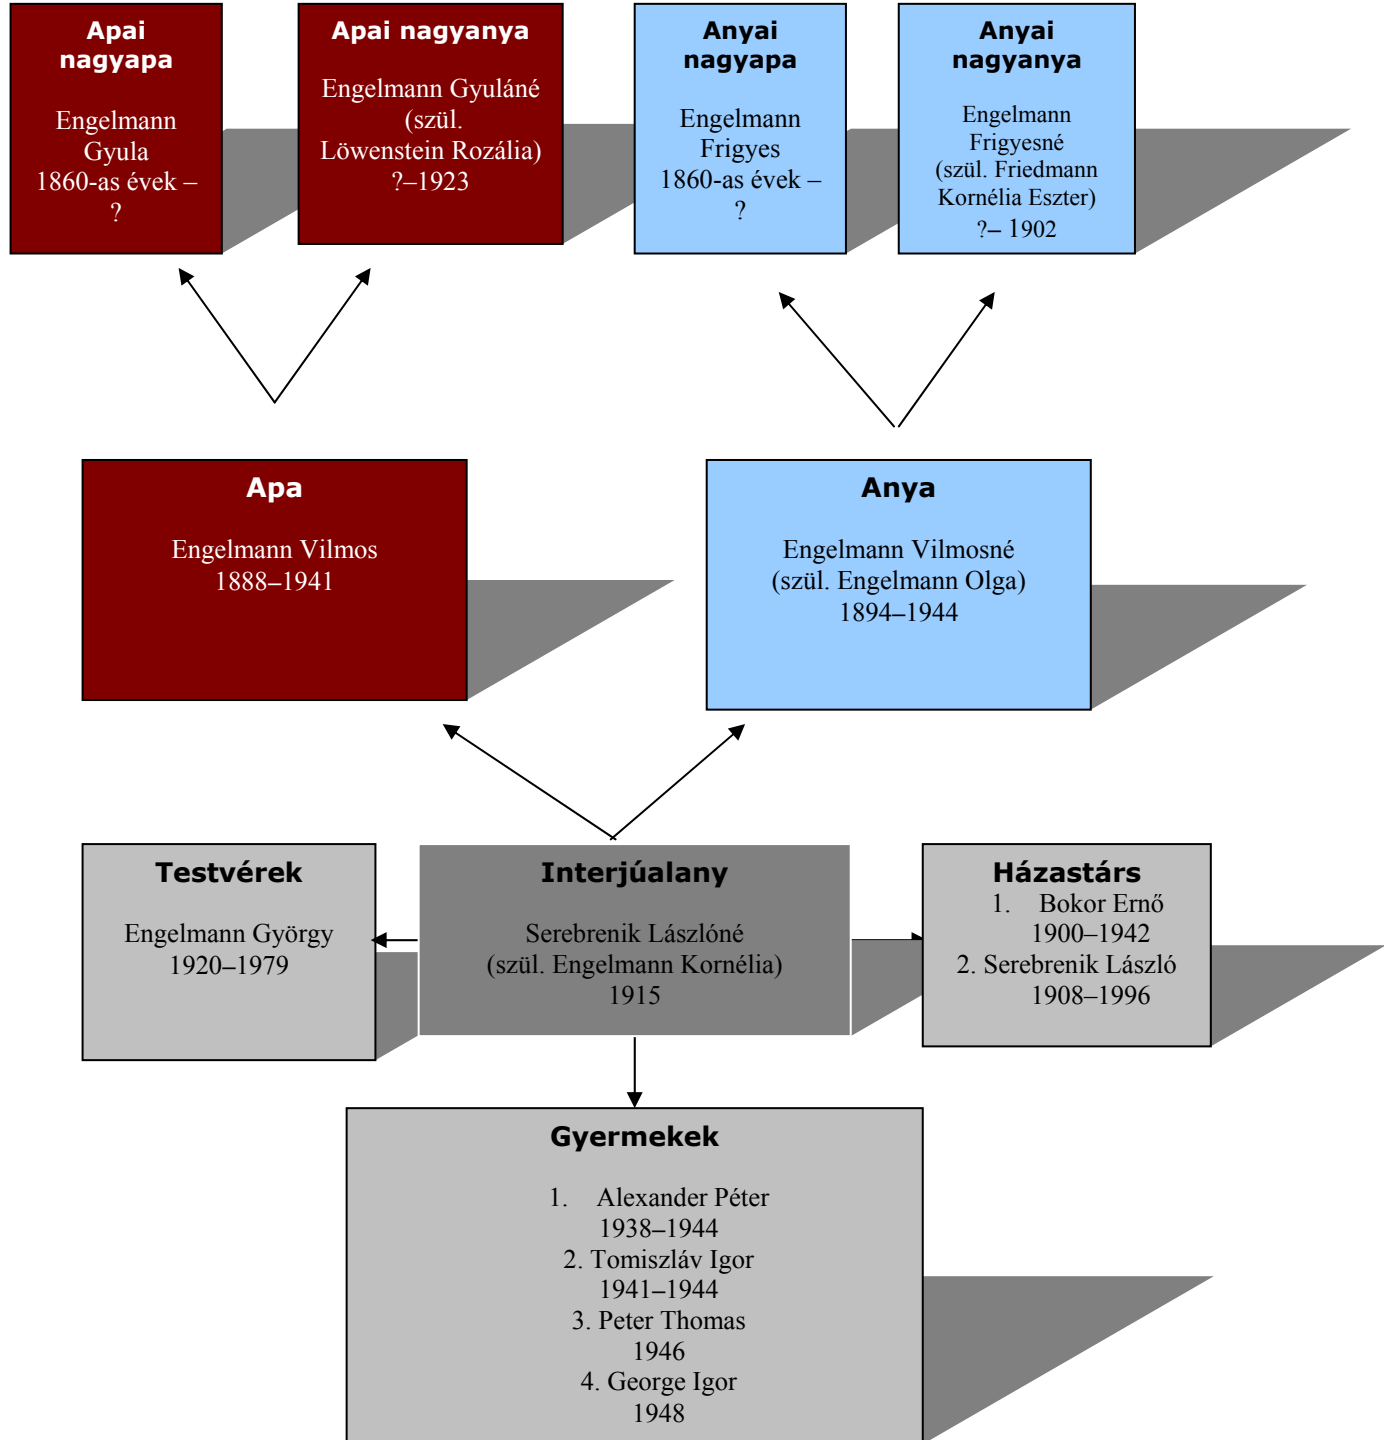 Apai
nagyapa
Engelmann
Gyula
1860-as évek –
?
Apai nagyanya
Engelmann Gyuláné
(szül.
Löwenstein Rozália)
?–1923
Anyai
nagyapa
Engelmann
Frigyes
1860-as évek –
?
Anyai
nagyanya
Engelmann
Frigyesné
(szül. Friedmann
Kornélia Eszter)
?– 1902
Apa
Engelmann Vilmos
1888–1941
Anya
Engelmann Vilmosné
(szül. Engelmann Olga)
1894–1944
Testvérek
Engelmann György
1920–1979
Interjúalany
Serebrenik Lászlóné
(szül. Engelmann Kornélia)
1915
Házastárs
1. Bokor Ernő
1900–1942
2. Serebrenik László
1908–1996
Gyermekek
1. Alexander Péter
1938–1944
2. Tomiszláv Igor
1941–1944
3. Peter Thomas
1946
4. George Igor
1948